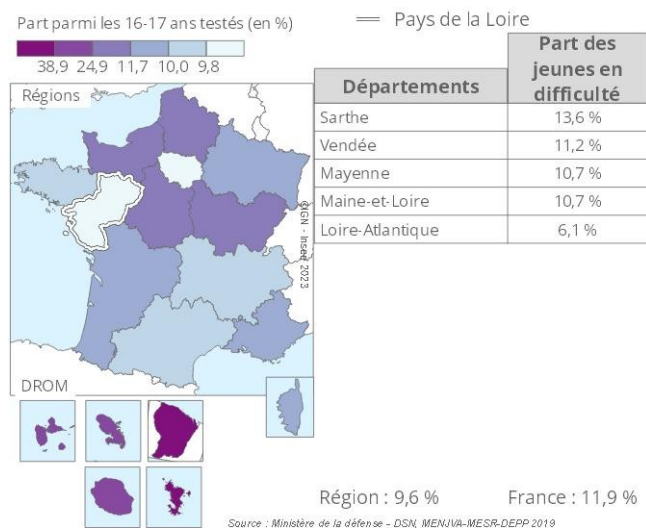 Part parmi les 16-17 ans testés (en %)
38,9 24,9 11,7 10,0 9,8
Pays de la Loire
Régions
Départements Part des jeunes en difficulté
Sarthe 13,6 %
Vendée 11,2 %
Mayenne 10,7 %
Maine-et-Loire 10,7 %
Loire-Atlantique 6,1 %
©IGN - Insee 2023
DROM
Région : 9,6 % France : 11,9 %
Source : Ministère de la défense – DSN, MENJVA-MESR-DEPP 2019